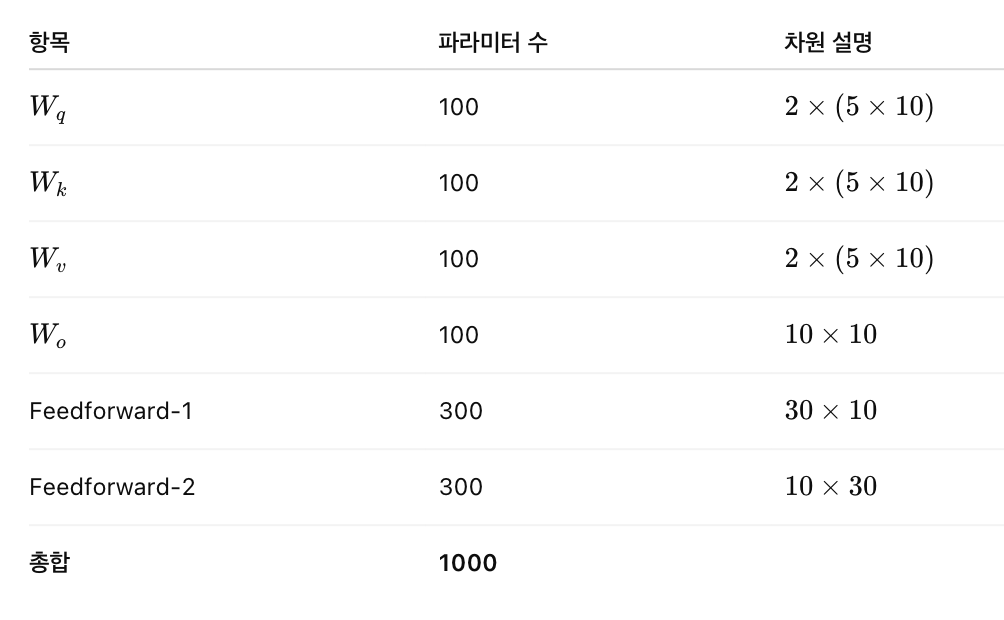 항목 파라미터 수 차원 설명
W_q 100 2 × (5 × 10)
W_k 100 2 × (5 × 10)
W_v 100 2 × (5 × 10)
W_o 100 10 × 10
Feedforward-1 300 30 × 10
Feedforward-2 300 10 × 30
총합 1000